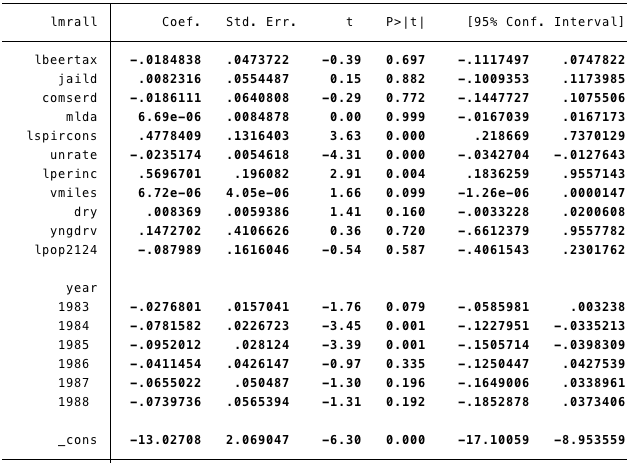 lmrall Coef. Std. Err. t P>|t| [95% Conf. Interval]
lbeertax -.0184838 .0473722 -0.39 0.697 -.1117497 .0747822
jaild .0082316 .0554487 0.15 0.882 -.1009353 .1173985
comserd -.0186111 .0640808 -0.29 0.772 -.1447727 .1075506
mlda 6.69e-06 .0084878 0.00 0.999 -.0167039 .0167173
lspircons .4778409 .1316403 3.63 0.000 .218669 .7370129
unrate -.0235174 .0054618 -4.31 0.000 -.0342704 -.0127643
lperinc .5696701 .196082 2.91 0.004 .1836259 .9557143
vmiles 6.72e-06 4.05e-06 1.66 0.099 -1.26e-06 .0000147
dry .008369 .0059386 1.41 0.160 -.0033228 .0200608
yngdrv .1472702 .4106626 0.36 0.720 -.6612379 .9557782
lpop2124 -.087989 .1616046 -0.54 0.587 -.4061543 .2301762
year
1983 -.0276801 .0157041 -1.76 0.079 -.0585981 .003238
1984 -.0781582 .0226723 -3.45 0.001 -.1227951 -.0335213
1985 -.0952012 .028124 -3.39 0.001 -.1505714 -.0398309
1986 -.0411454 .0426147 -0.97 0.335 -.1250447 .0427539
1987 -.0655022 .050487 -1.30 0.196 -.1649006 .0338961
1988 -.0739736 .0565394 -1.31 0.192 -.1852878 .0373406
_cons -13.02708 2.069047 -6.30 0.000 -17.10059 -8.953559